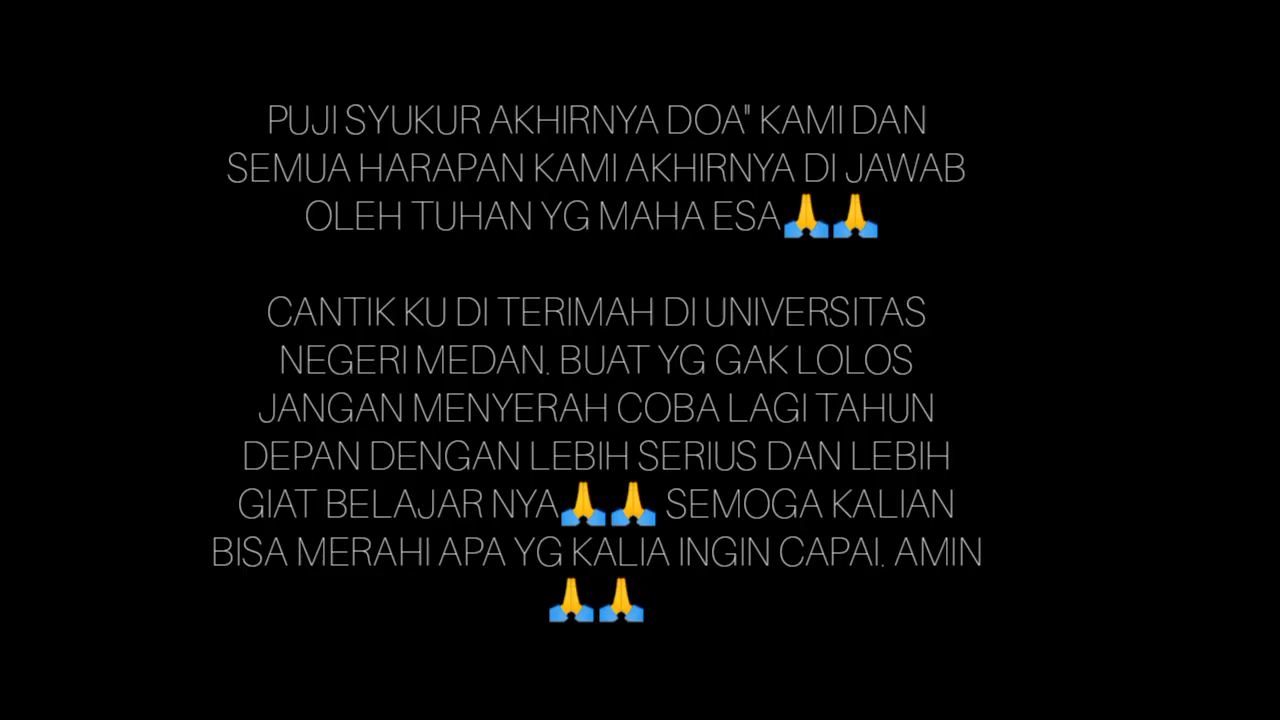 PUJI SYUKUR AKHIRNYA DOA" KAMI DAN
SEMUA HARAPAN KAMI AKHIRNYA DI JAWAB
OLEH TUHAN YG MAHA ESA🙏🙏
CANTIK KU DI TERIMAH DI UNIVERSITAS
NEGERI MEDAN. BUAT YG GAK LOLOS
JANGAN MENYERAH COBA LAGI TAHUN
DEPAN DENGAN LEBIH SERIUS DAN LEBIH
GIAT BELAJAR NYA🙏🙏 SEMOGA KALIAN
BISA MERAHI APA YG KALIA INGIN CAPAI. AMIN
🙏🙏